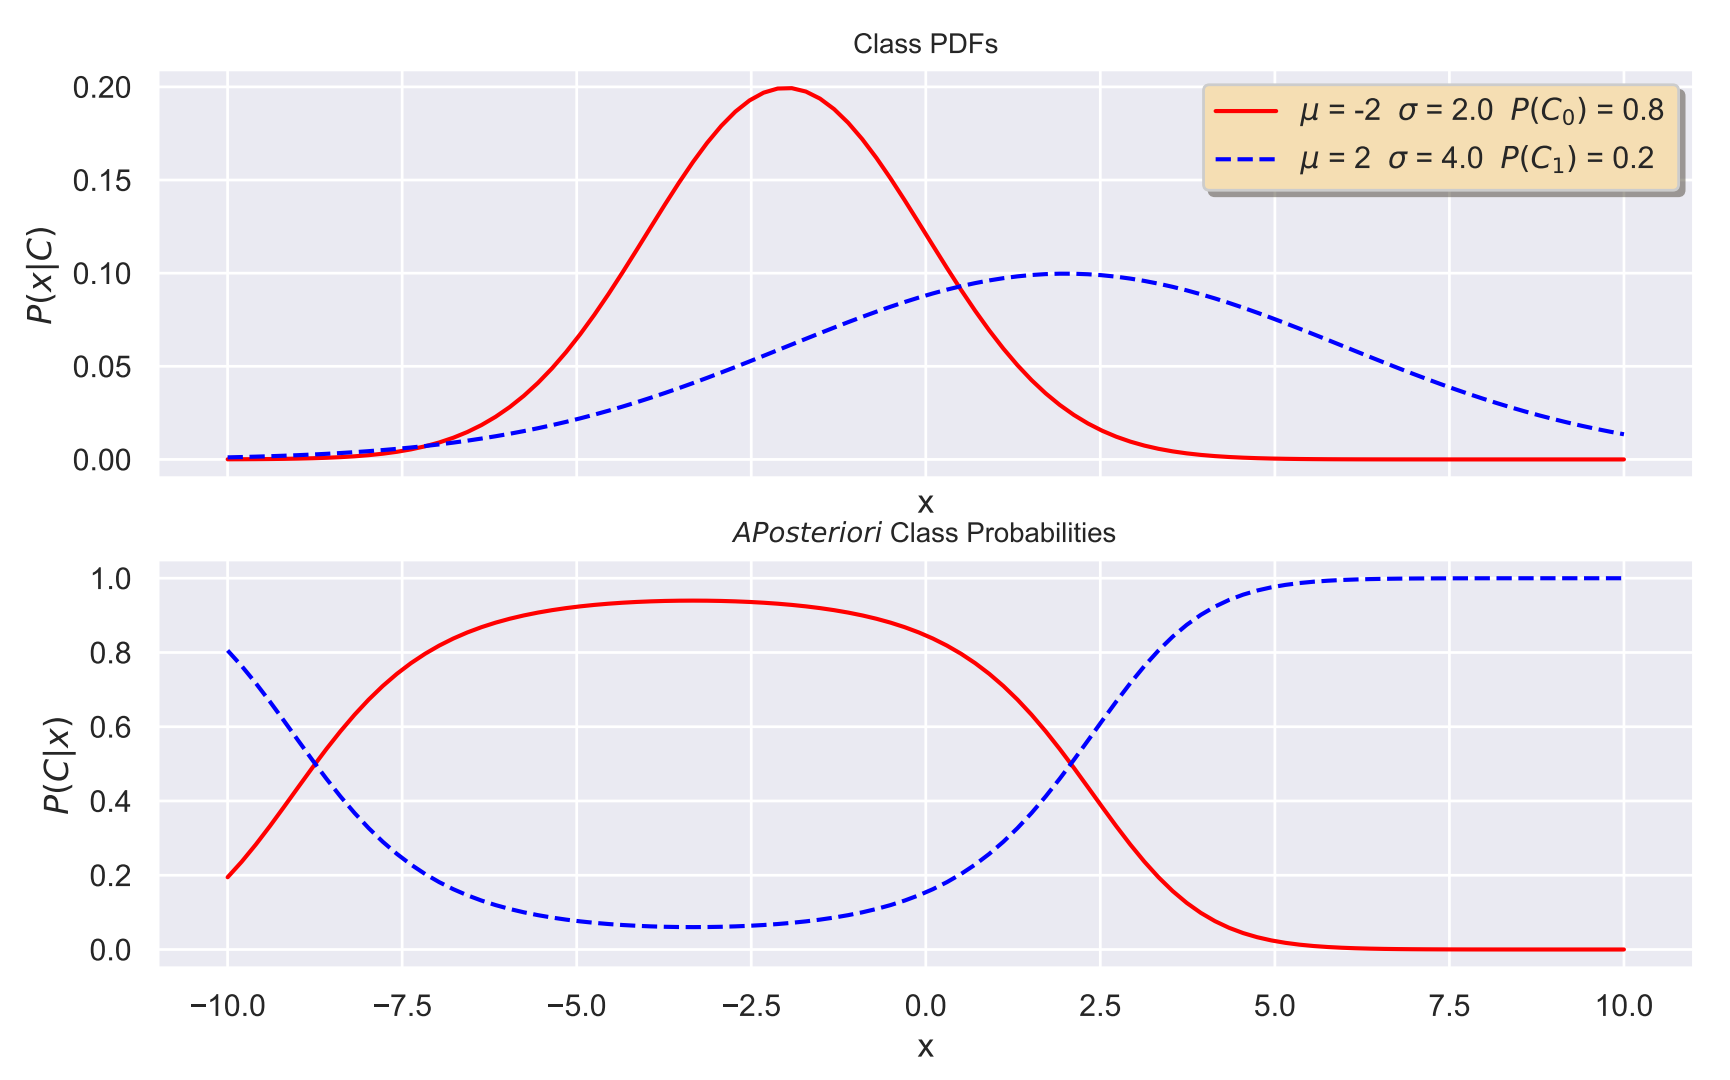 Class PDFs
0.20
0.15
0.10
0.05
0.00
P(x|C)
μ = -2 σ = 2.0 P(C₀) = 0.8
μ = 2 σ = 4.0 P(C₁) = 0.2
x
APosteriori Class Probabilities
1.0
0.8
0.6
0.4
0.2
0.0
P(C|x)
−10.0 −7.5 −5.0 −2.5 0.0 2.5 5.0 7.5 10.0
x